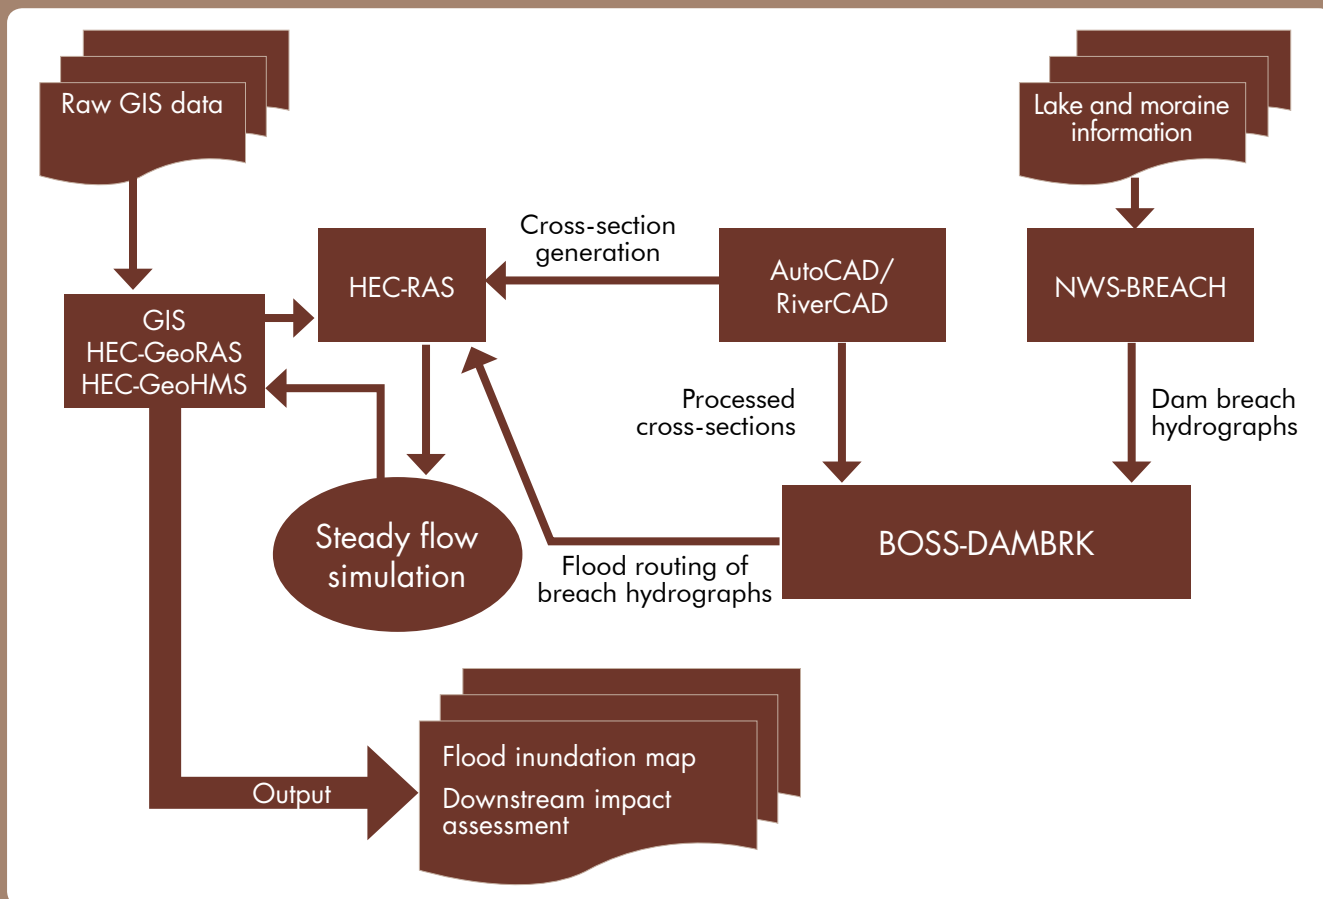 Raw GIS data
Lake and moraine
information
Cross-section
generation
HEC-RAS
AutoCAD/
RiverCAD
NWS-BREACH
GIS
HEC-GeoRAS
HEC-GeoHMS
Processed
cross-sections
Dam breach
hydrographs
Steady flow
simulation
BOSS-DAMBRK
Flood routing of
breach hydrographs
Flood inundation map
Downstream impact
assessment
Output